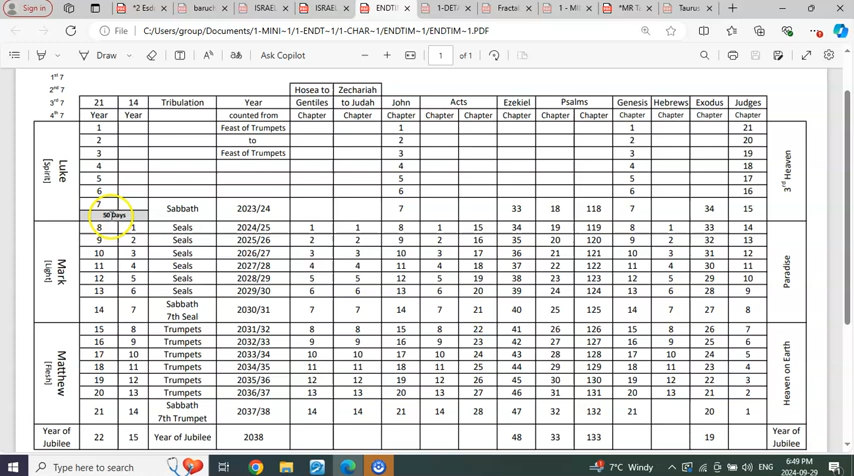 Sign in
*2 Esd
baruch
ISRAEL
ISRAEL
ENDTIM
1-DETA
Fractal
1 - MI
*MR Ta
Taurus
File
C:/Users/group/Documents/1-MINI~1/1-ENDT~1/1-CHAR~1/ENDTIM~1/ENDTIM~1.PDF
Draw
Ask Copilot
1 of 1
1st 7
2nd 7 Hosea to Zechariah
3rd 7 21 14 Tribulation Year Gentiles to Judah John Acts Ezekiel Psalms Genesis Hebrews Exodus Judges
4th 7 Year Year counted from Chapter Chapter Chapter Chapter Chapter Chapter Chapter Chapter Chapter Chapter Chapter Chapter
1 Feast of Trumpets 1 1 21
2 to 2 2 20
3 Feast of Trumpets 3 3 19
Luke [Spirit] 4 4 4 18 3rd Heaven
5 5 5 17
6 6 6 16
7 Sabbath 2023/24 7 33 18 118 7 34 15
50 Days
8 1 Seals 2024/25 1 1 8 1 15 34 19 119 8 1 33 14
9 2 Seals 2025/26 2 2 9 2 16 35 20 120 9 2 32 13
10 3 Seals 2026/27 3 3 10 3 17 36 21 121 10 3 31 12
Mark [Light] 11 4 Seals 2027/28 4 4 11 4 18 37 22 122 11 4 30 11 Paradise
12 5 Seals 2028/29 5 5 12 5 19 38 23 123 12 5 29 10
13 6 Seals 2029/30 6 6 13 6 20 39 24 124 13 6 28 9
14 7 Sabbath 7th Seal 2030/31 7 7 14 7 21 40 25 125 14 7 27 8
15 8 Trumpets 2031/32 8 8 15 8 22 41 26 126 15 8 26 7
16 9 Trumpets 2032/33 9 9 16 9 23 42 27 127 16 9 25 6
17 10 Trumpets 2033/34 10 10 17 10 24 43 28 128 17 10 24 5
Matthew [Flesh] 18 11 Trumpets 2034/35 11 11 18 11 25 44 29 129 18 11 23 4 Heaven on Earth
19 12 Trumpets 2035/36 12 12 19 12 26 45 30 130 19 12 22 3
20 13 Trumpets 2036/37 13 13 20 13 27 46 31 131 20 13 21 2
21 14 Sabbath 7th Trumpet 2037/38 14 14 21 14 28 47 32 132 21 20 1
Year of Jubilee 22 15 Year of Jubilee 2038 48 33 133 19 Year of Jubilee
Type here to search
7°C Windy
ENG
6:49 PM
2024-09-29